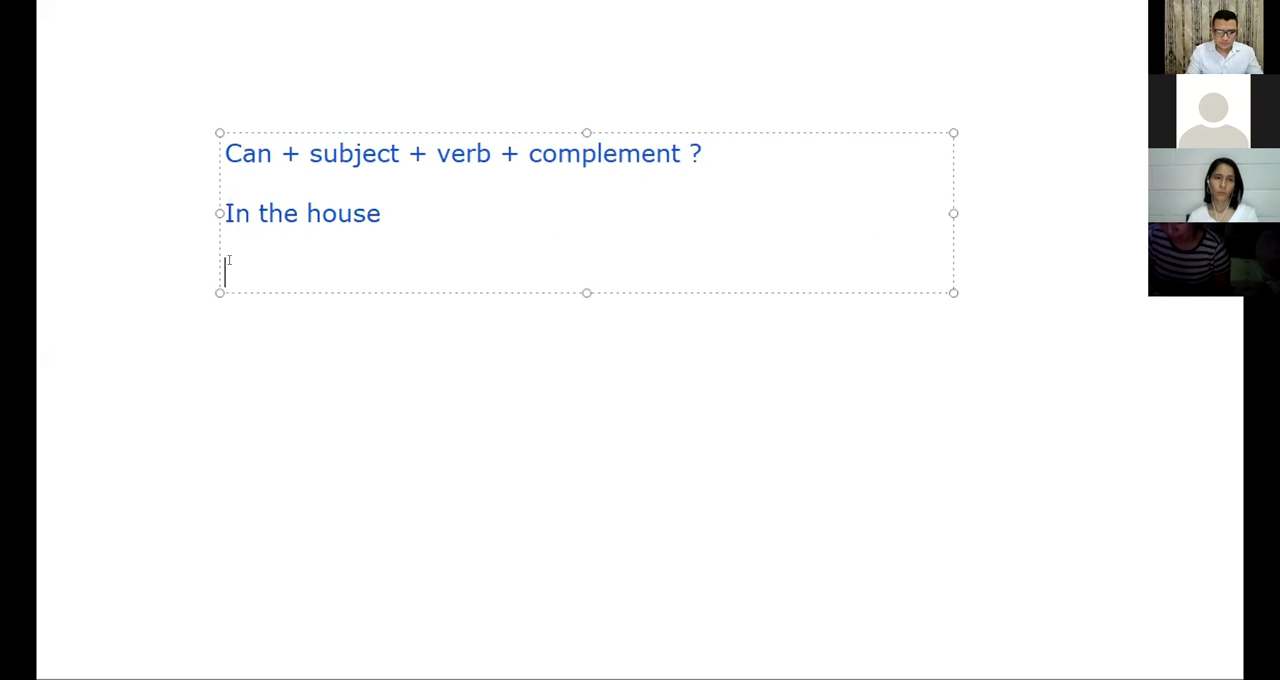 Can + subject + verb + complement ?
In the house